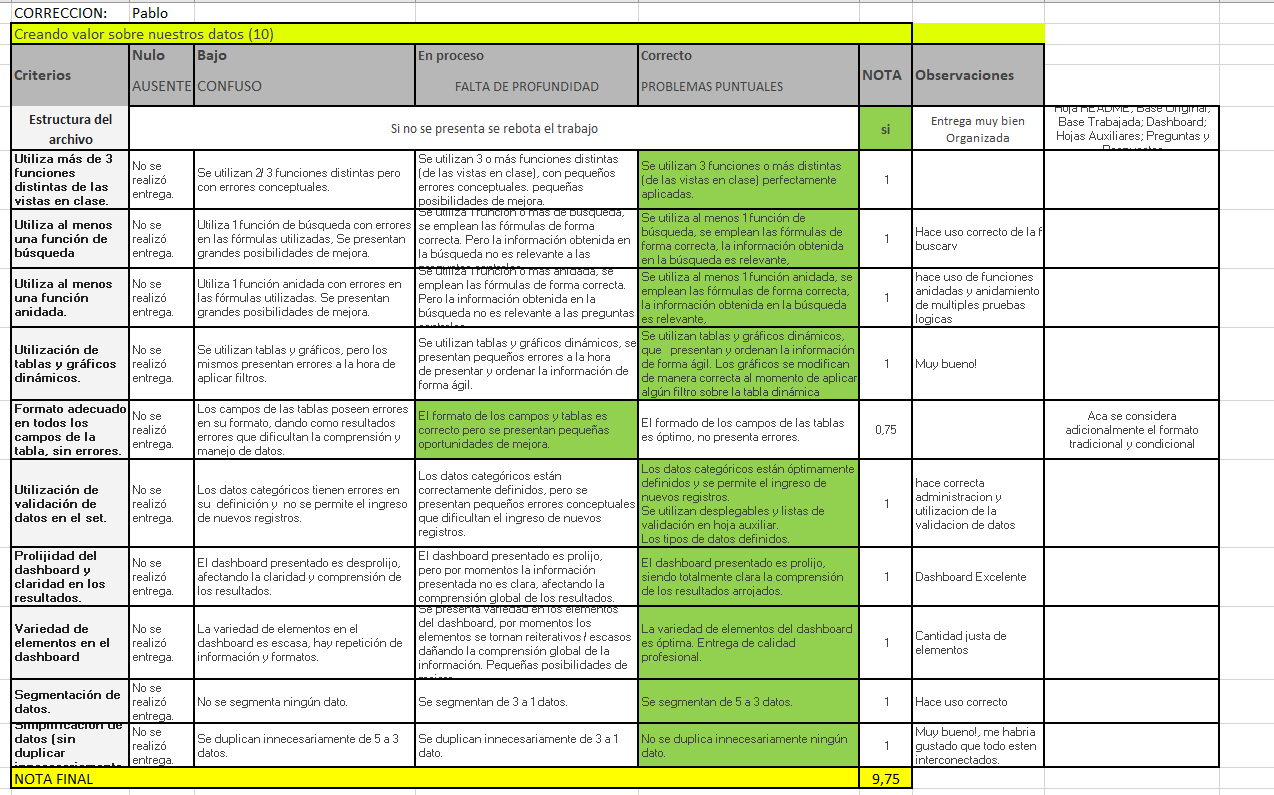 CORRECCION: Pablo
Creando valor sobre nuestros datos (10)
Criterios
Nulo
AUSENTE
Bajo
CONFUSO
En proceso
FALTA DE PROFUNDIDAD
Correcto
PROBLEMAS PUNTUALES
NOTA
Observaciones
Estructura del
archivo
Si no se presenta se rebota el trabajo
si
Entrega muy bien
Organizada
Hoja README; Base Original;
Base Trabajada; Dashboard;
Hojas Auxiliares; Preguntas y
Utiliza más de 3
funciones
distintas de las
vistas en clase.
No se
realizó
entrega.
Se utilizan 2/ 3 funciones distintas pero
con errores conceptuales.
Se utilizan 3 o más funciones distintas
(de las vistas en clase), con pequeños
errores conceptuales. pequeñas
posibilidades de mejora.
Se utilizan 3 funciones o más distintas
(de las vistas en clase) perfectamente
aplicadas.
1
Utiliza al menos
una función de
búsqueda
No se
realizó
entrega.
Utiliza 1 función de búsqueda con errores
en las fórmulas utilizadas, Se presentan
grandes posibilidades de mejora.
Se utiliza 1 función o más de búsqueda,
se emplean las fórmulas de forma
correcta. Pero la información obtenida en
la búsqueda no es relevante a las
Se utiliza al menos 1 función de
búsqueda, se emplean las fórmulas de
forma correcta, la información obtenida
en la búsqueda es relevante,
1
Hace uso correcto de la f
buscarv
Utiliza al menos
una función
anidada.
No se
realizó
entrega.
Utiliza 1 función anidada con errores en
las fórmulas utilizadas. Se presentan
grandes posibilidades de mejora.
Se utiliza 1 función o más anidada, se
emplean las fórmulas de forma correcta.
Pero la información obtenida en la
búsqueda no es relevante a las preguntas
Se utiliza al menos 1 función anidada, se
emplean las fórmulas de forma correcta,
la información obtenida en la búsqueda
es relevante,
1
hace uso de funciones
anidadas y anidamiento
de multiples pruebas
logicas
Utilización de
tablas y gráficos
dinámicos.
No se
realizó
entrega.
Se utilizan tablas y gráficos, pero los
mismos presentan errores a la hora de
aplicar filtros.
Se utilizan tablas y gráficos dinámicos, se
presentan pequeños errores a la hora
de presentar y ordenar la información de
forma ágil.
Se utilizan tablas y gráficos dinámicos,
que presentan y ordenan la información
de forma ágil. Los gráficos se modifican
de manera correcta al momento de aplicar
algún filtro sobre la tabla dinámica
1
Muy bueno!
Formato adecuado
en todos los
campos de la
tabla, sin errores.
No se
realizó
entrega.
Los campos de las tablas poseen errores
en su formato, dando como resultados
errores que dificultan la comprensión y
manejo de datos.
El formato de los campos y tablas es
correcto pero se presentan pequeñas
oportunidades de mejora.
El formado de los campos de las tablas
es óptimo, no presenta errores.
0,75
Aca se considera
adicionalmente el formato
tradicional y condicional
Utilización de
validación de
datos en el set.
No se
realizó
entrega.
Los datos categóricos tienen errores en
su definición y no se permite el ingreso
de nuevos registros.
Los datos categóricos están
correctamente definidos, pero se
presentan pequeños errores conceptuales
que dificultan el ingreso de nuevos
registros.
Los datos categóricos están óptimamente
definidos y se permite el ingreso de
nuevos registros.
Se utilizan desplegables y listas de
validación en hoja auxiliar.
Los tipos de datos definidos.
1
hace correcta
administracion y
utilizacion de la
validacion de datos
Prolijidad del
dashboard y
claridad en los
resultados.
No se
realizó
entrega.
El dashboard presentado es desprolijo,
afectando la claridad y comprensión de
los resultados.
El dashboard presentado es prolijo,
pero por momentos la información
presentada no es clara, afectando la
comprensión global de los resultados.
El dashboard presentado es prolijo,
siendo totalmente clara la comprensión
de los resultados arrojados.
1
Dashboard Excelente
Variedad de
elementos en el
dashboard
No se
realizó
entrega.
La variedad de elementos en el
dashboard es escasa, hay repetición de
información y formatos.
Se presenta variedad en los elementos
del dashboard, por momentos los
elementos se tornan reiterativos / escasos
dañando la comprensión global de la
información. Pequeñas posibilidades de
La variedad de elementos del dashboard
es óptima. Entrega de calidad
profesional.
1
Cantidad justa de
elementos
Segmentación de
datos.
No se
realizó
entrega.
No se segmenta ningún dato.
Se segmentan de 3 a 1 datos.
Se segmentan de 5 a 3 datos.
1
Hace uso correcto
Simplificación de
datos (sin
duplicar
No se
realizó
entrega.
Se duplican innecesariamente de 5 a 3
datos.
Se duplican innecesariamente de 3 a 1
dato.
No se duplica innecesariamente ningún
dato.
1
Muy bueno!, me habria
gustado que todo esten
interconectados.
NOTA FINAL
9,75